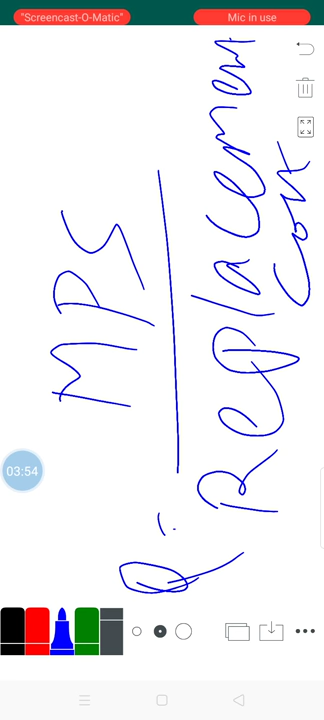 "Screencast-O-Matic"
Mic in use
MPS
Q :
Replacement
Cost
03:54